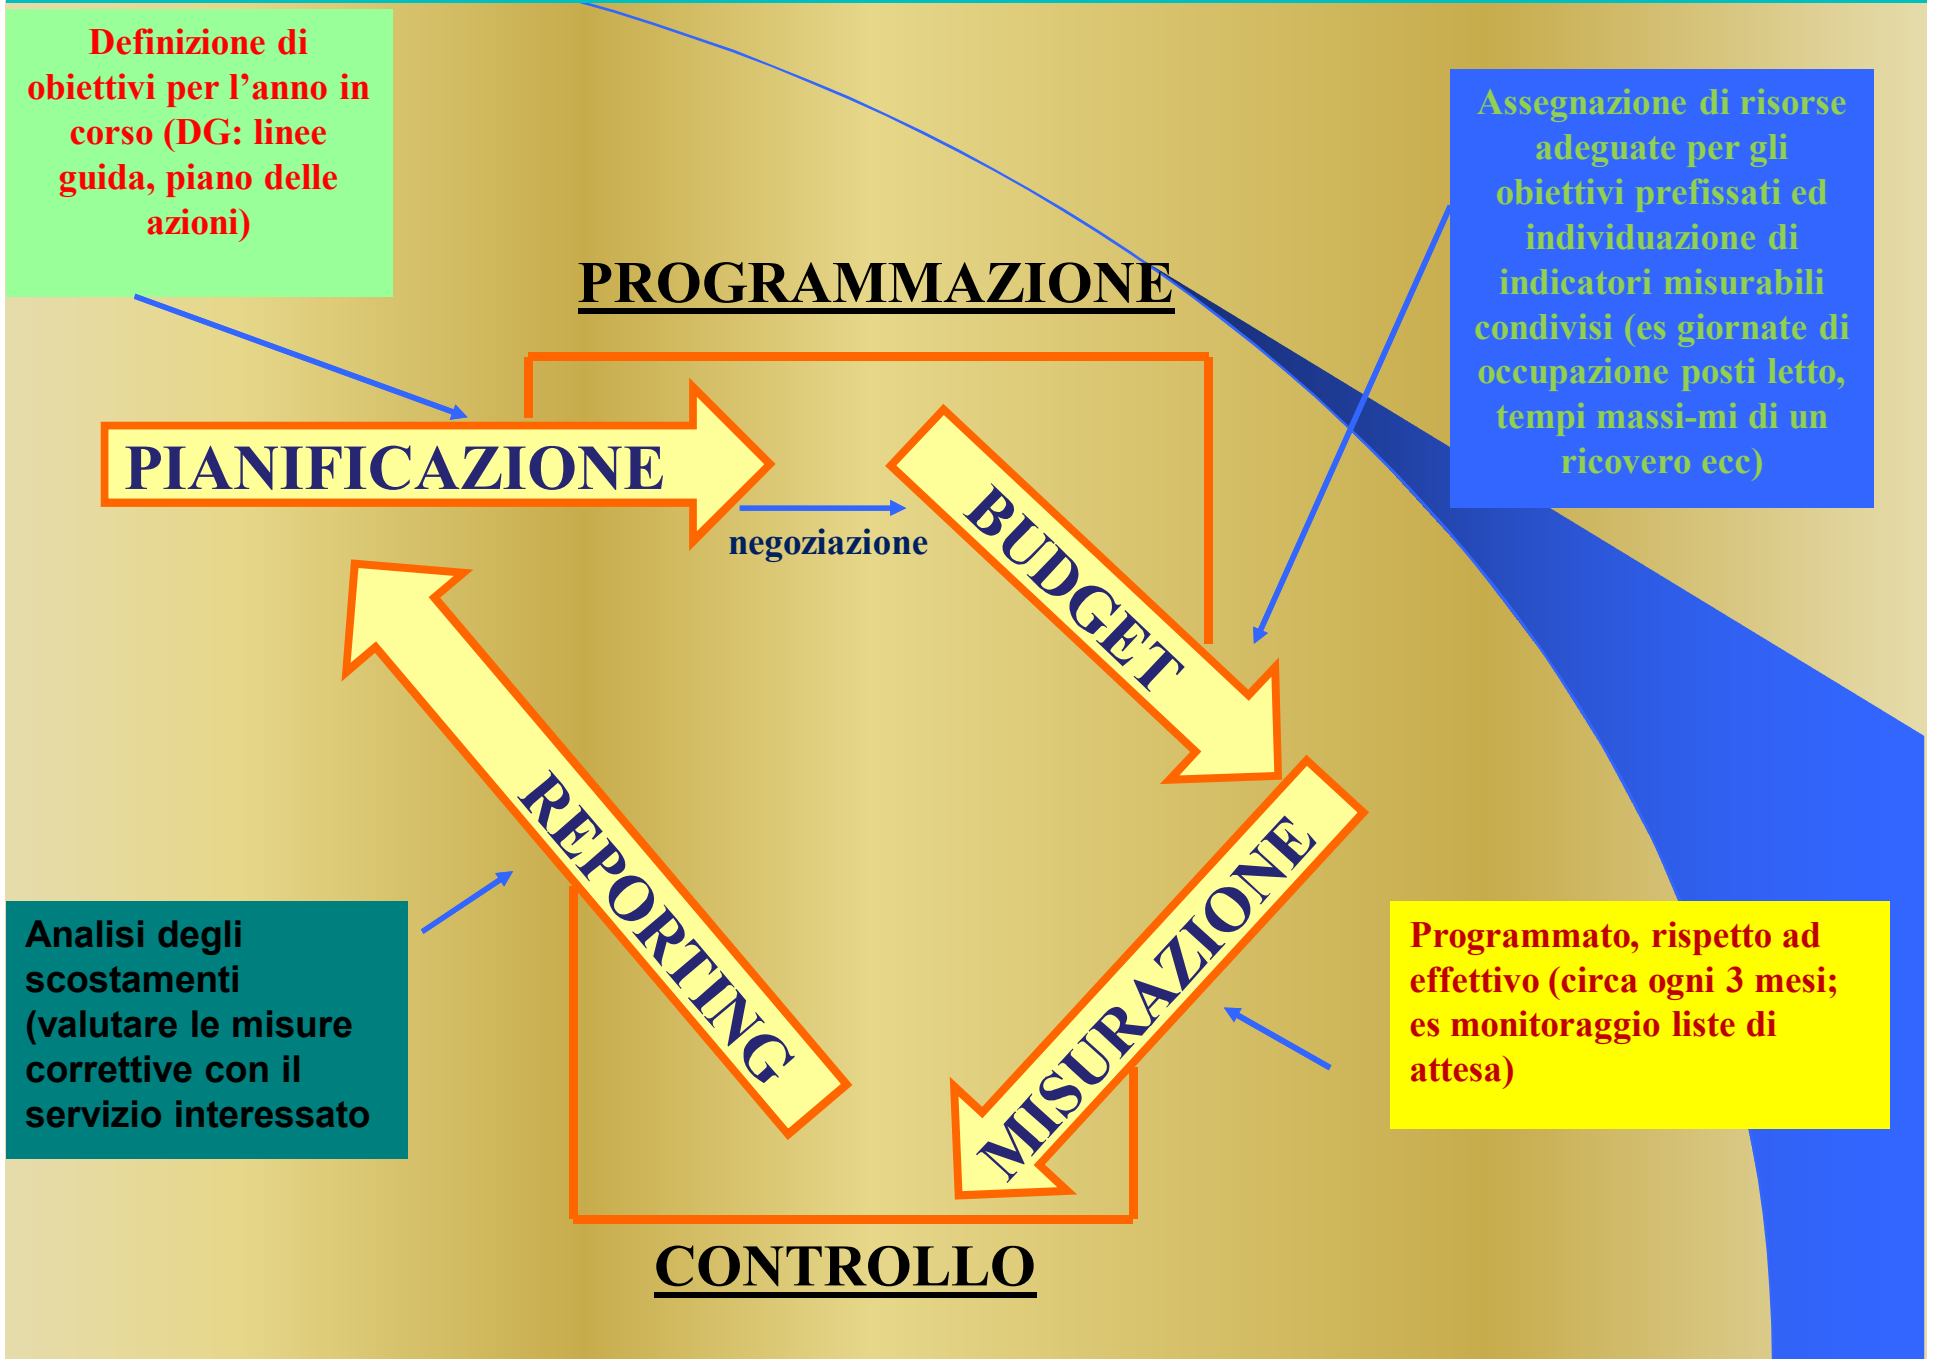 Definizione di
obiettivi per l’anno in
corso (DG: linee
guida, piano delle
azioni)
Assegnazione di risorse
adeguate per gli
obiettivi prefissati ed
individuazione di
indicatori misurabili
condivisi (es giornate di
occupazione posti letto,
tempi massi-mi di un
ricovero ecc)
PROGRAMMAZIONE
PIANIFICAZIONE
negoziazione
BUDGET
REPORTING
MISURAZIONE
Analisi degli
scostamenti
(valutare le misure
correttive con il
servizio interessato
Programmato, rispetto ad
effettivo (circa ogni 3 mesi;
es monitoraggio liste di
attesa)
CONTROLLO